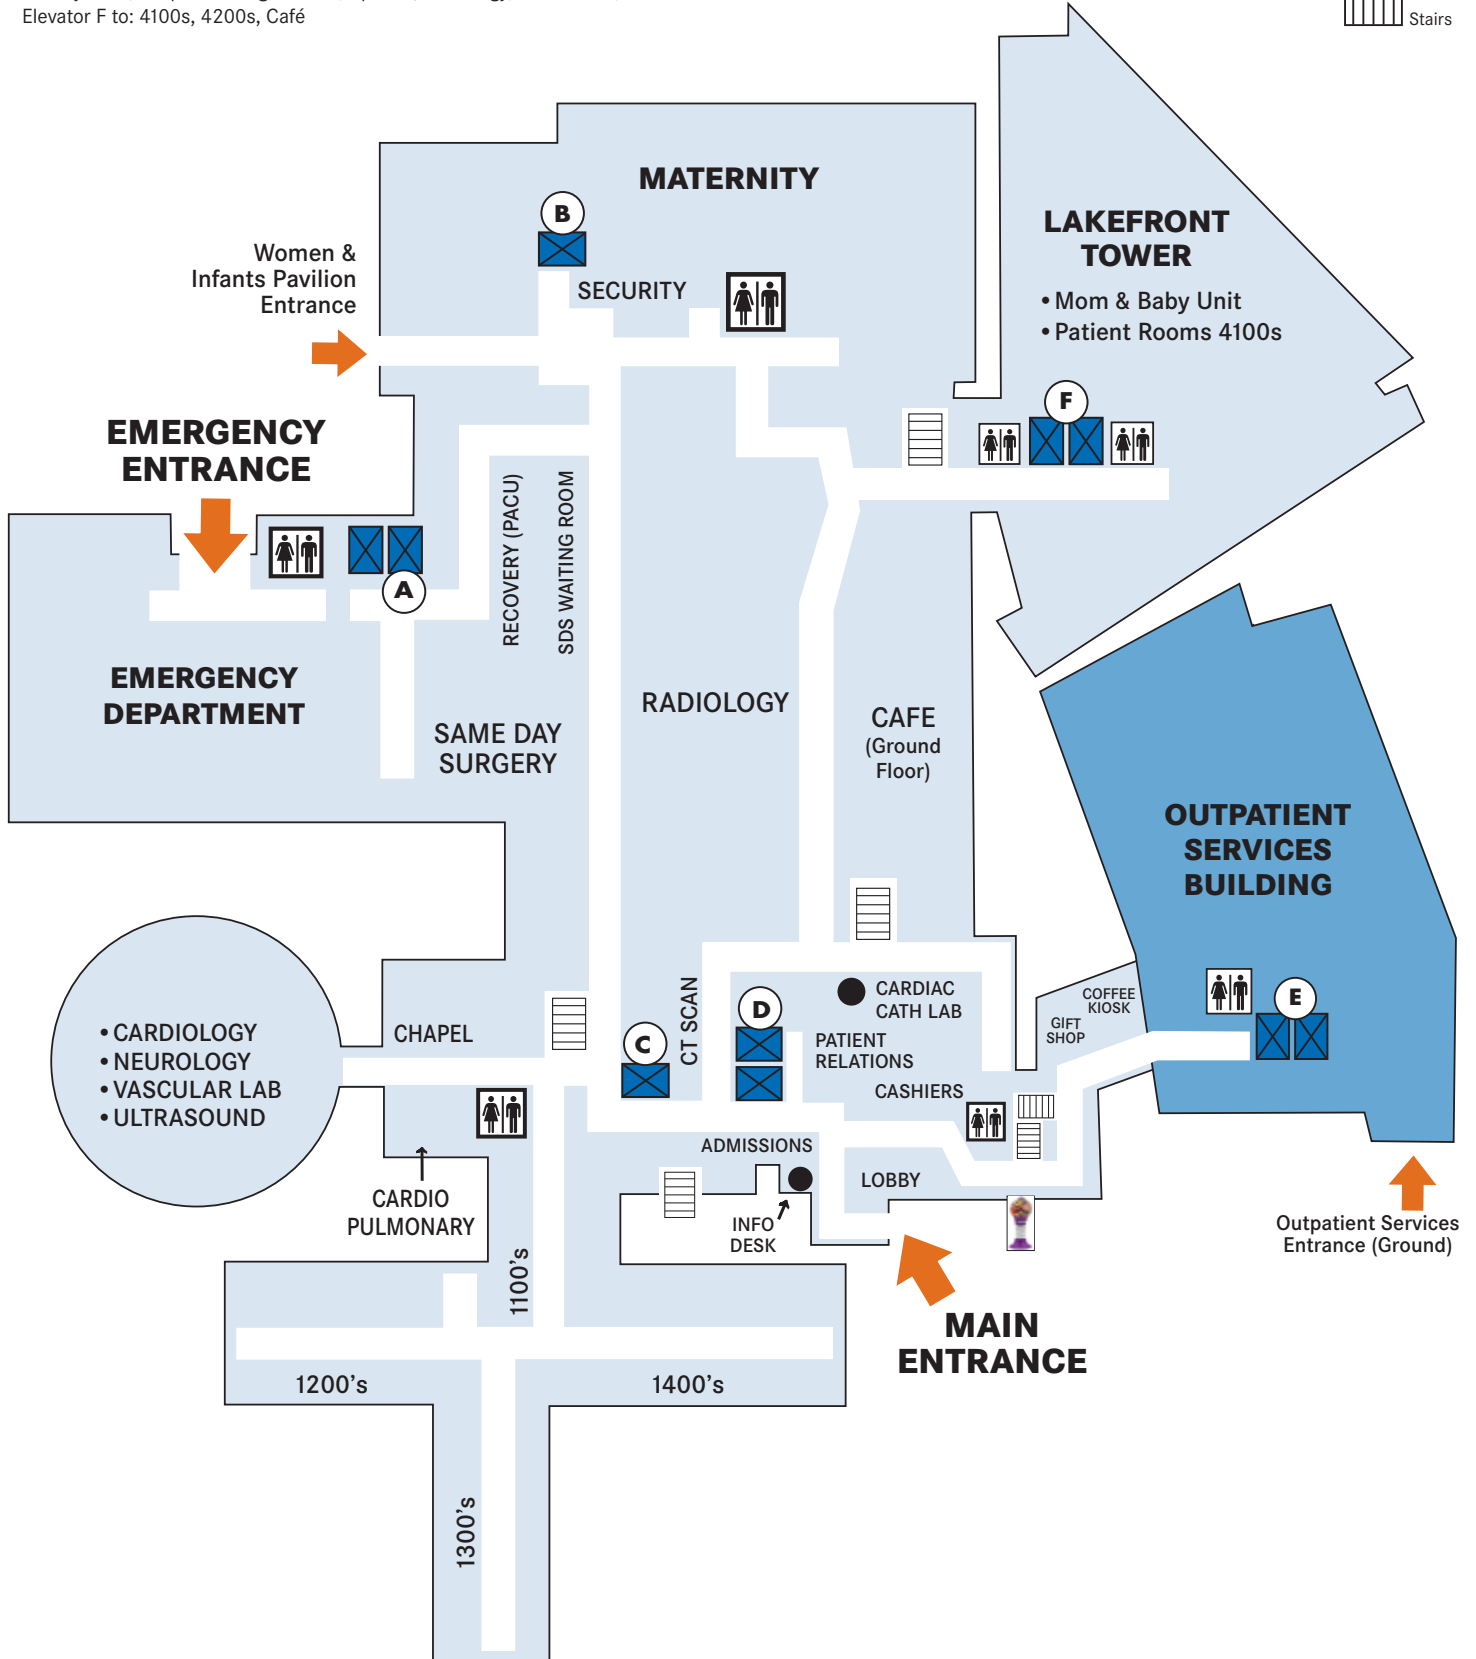 Elevator F to: 4100s, 4200s, Café
Stairs
MATERNITY
B
SECURITY
Women &
Infants Pavilion
Entrance
LAKEFRONT
TOWER
• Mom & Baby Unit
• Patient Rooms 4100s
F
EMERGENCY
ENTRANCE
A
RECOVERY (PACU)
SDS WAITING ROOM
EMERGENCY
DEPARTMENT
SAME DAY
SURGERY
RADIOLOGY
CAFE
(Ground
Floor)
OUTPATIENT
SERVICES
BUILDING
E
COFFEE
KIOSK
GIFT
SHOP
CARDIAC
CATH LAB
D
CT SCAN
C
PATIENT
RELATIONS
CASHIERS
CHAPEL
• CARDIOLOGY
• NEUROLOGY
• VASCULAR LAB
• ULTRASOUND
ADMISSIONS
LOBBY
INFO
DESK
CARDIO
PULMONARY
Outpatient Services
Entrance (Ground)
MAIN
ENTRANCE
1100's
1200's
1400's
1300's